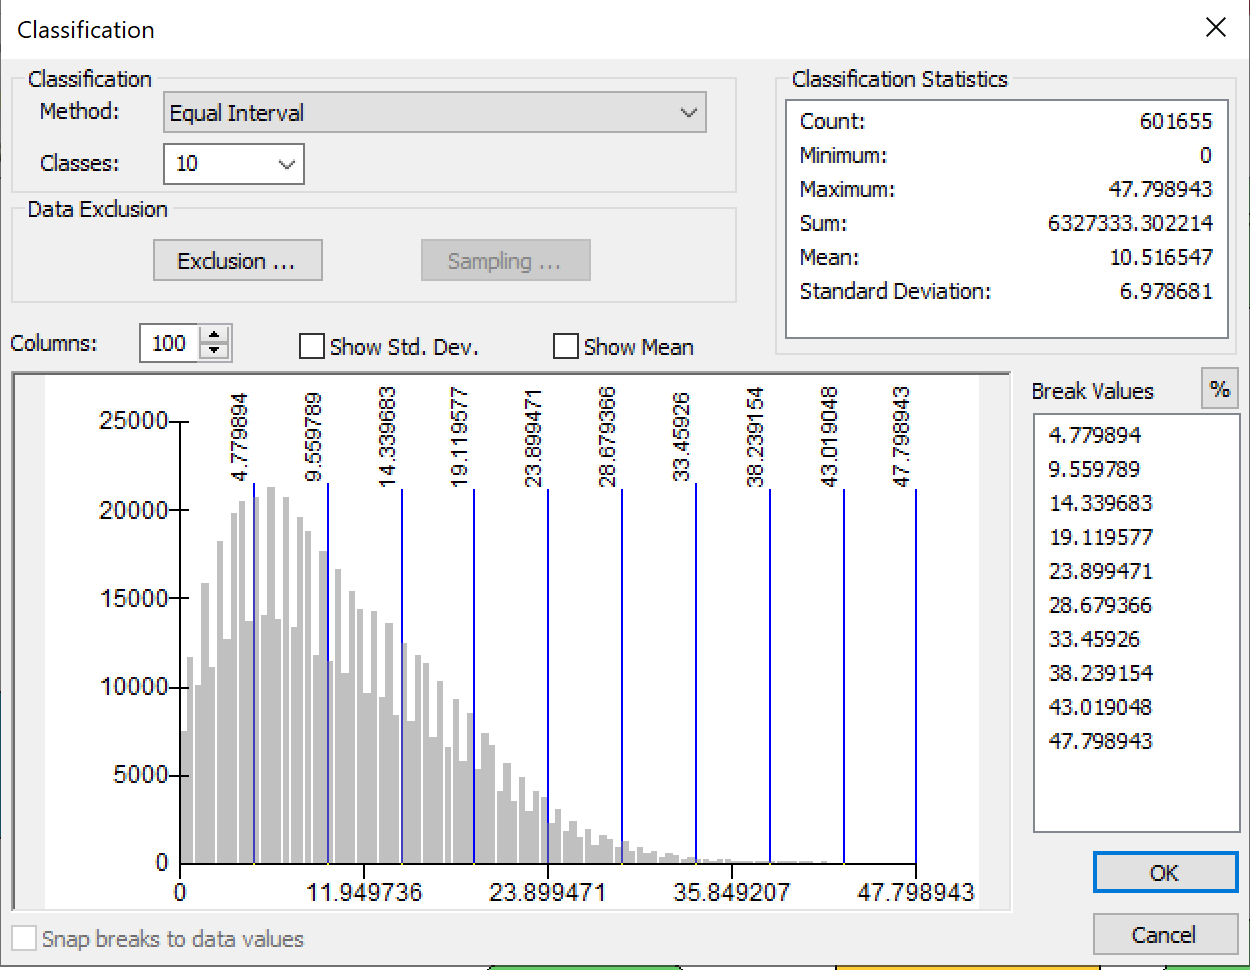 Classification
Classification
Method: Equal Interval
Classes: 10
Data Exclusion
Exclusion ... Sampling ...
Classification Statistics
Count: 601655
Minimum: 0
Maximum: 47.798943
Sum: 6327333.302214
Mean: 10.516547
Standard Deviation: 6.978681
Columns: 100 Show Std. Dev. Show Mean
4.779894 9.559789 14.339683 19.119577 23.899471 28.679366 33.45926 38.239154 43.019048 47.798943
25000
20000
15000
10000
5000
0
0 11.949736 23.899471 35.849207 47.798943
Break Values %
4.779894
9.559789
14.339683
19.119577
23.899471
28.679366
33.45926
38.239154
43.019048
47.798943
OK
Snap breaks to data values
Cancel